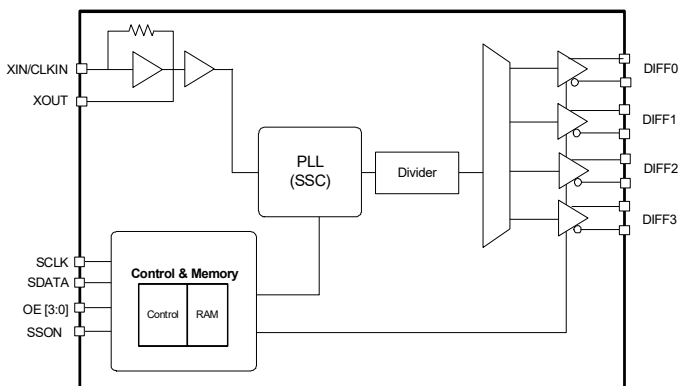 XIN/CLKIN
XOUT
PLL
(SSC)
Divider
DIFF0
DIFF1
DIFF2
DIFF3
SCLK
SDATA
OE [3:0]
SSON
Control & Memory
Control
RAM